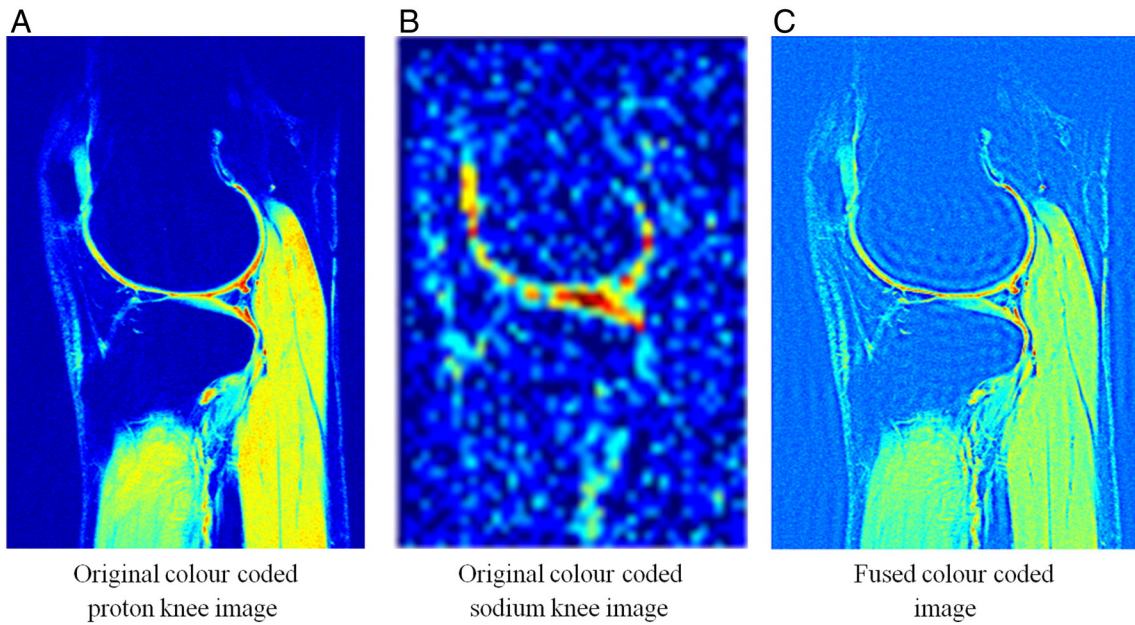 A
B
C
Original colour coded
proton knee image
Original colour coded
sodium knee image
Fused colour coded
image